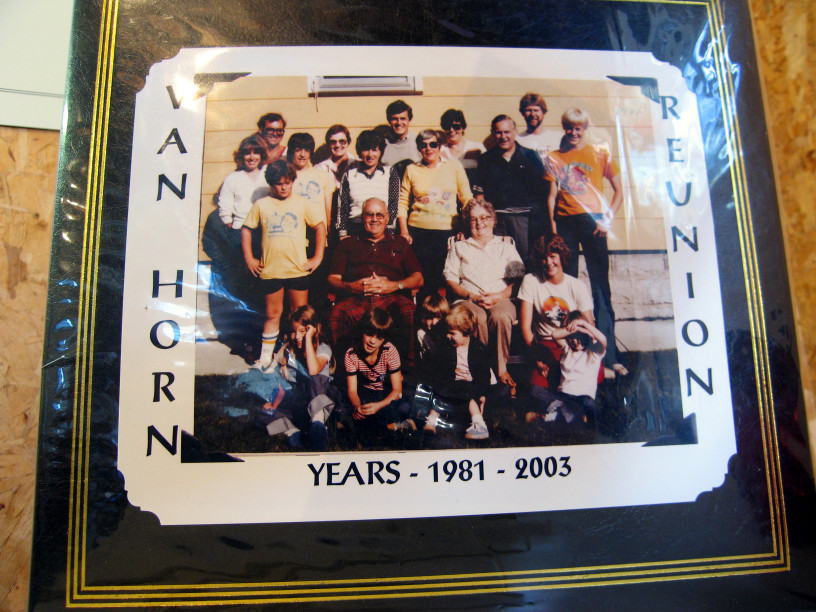 VAN HORN
REUNION
YEARS - 1981 - 2003